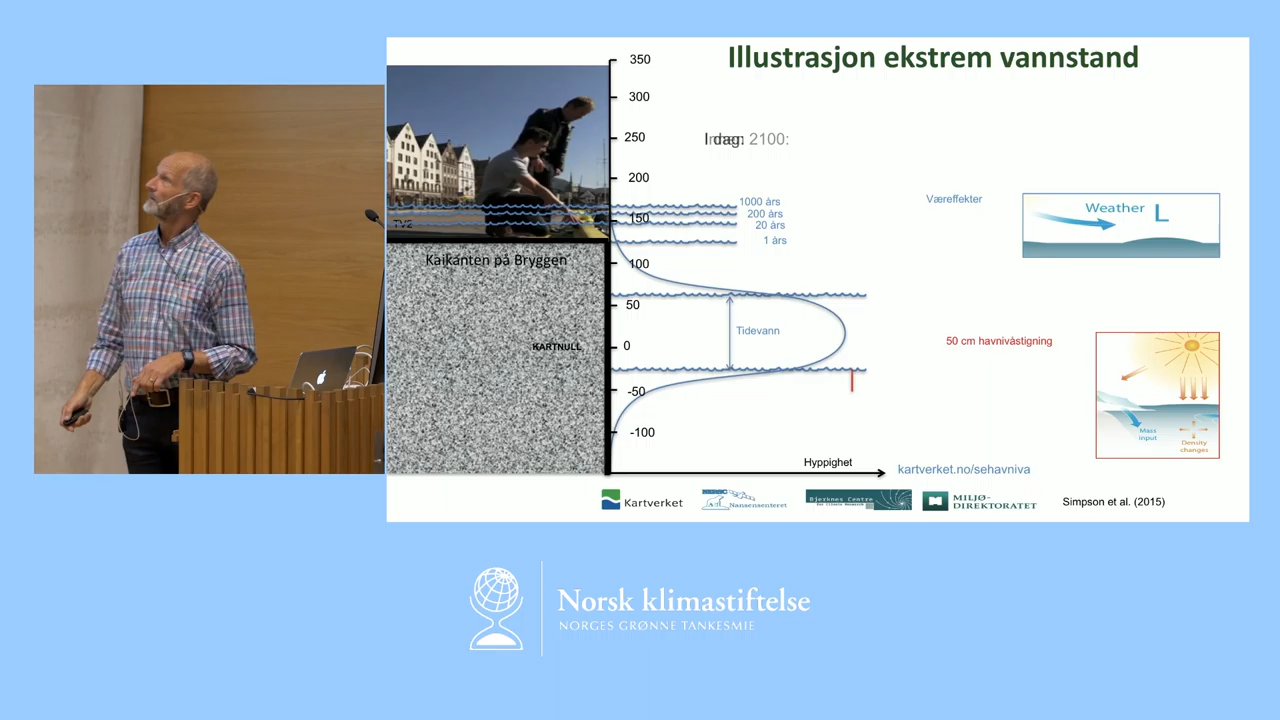 Illustrasjon ekstrem vannstand
350
300
250
200
150
100
50
0
-50
-100
2100:
TV2
1000 års
200 års
20 års
1 års
Kaikanten på Bryggen
KARTNULL
Tidevann
Hyppighet
Væreffekter
Weather L
50 cm havnivåstigning
Mass
input
Density
changes
kartverket.no/sehavniva
Kartverket
Nansensenteret
Bjerknes Centre
MILJØ-
DIREKTORATET
Simpson et al. (2015)
Norsk klimastiftelse
NORGES GRØNNE TANKESMIE